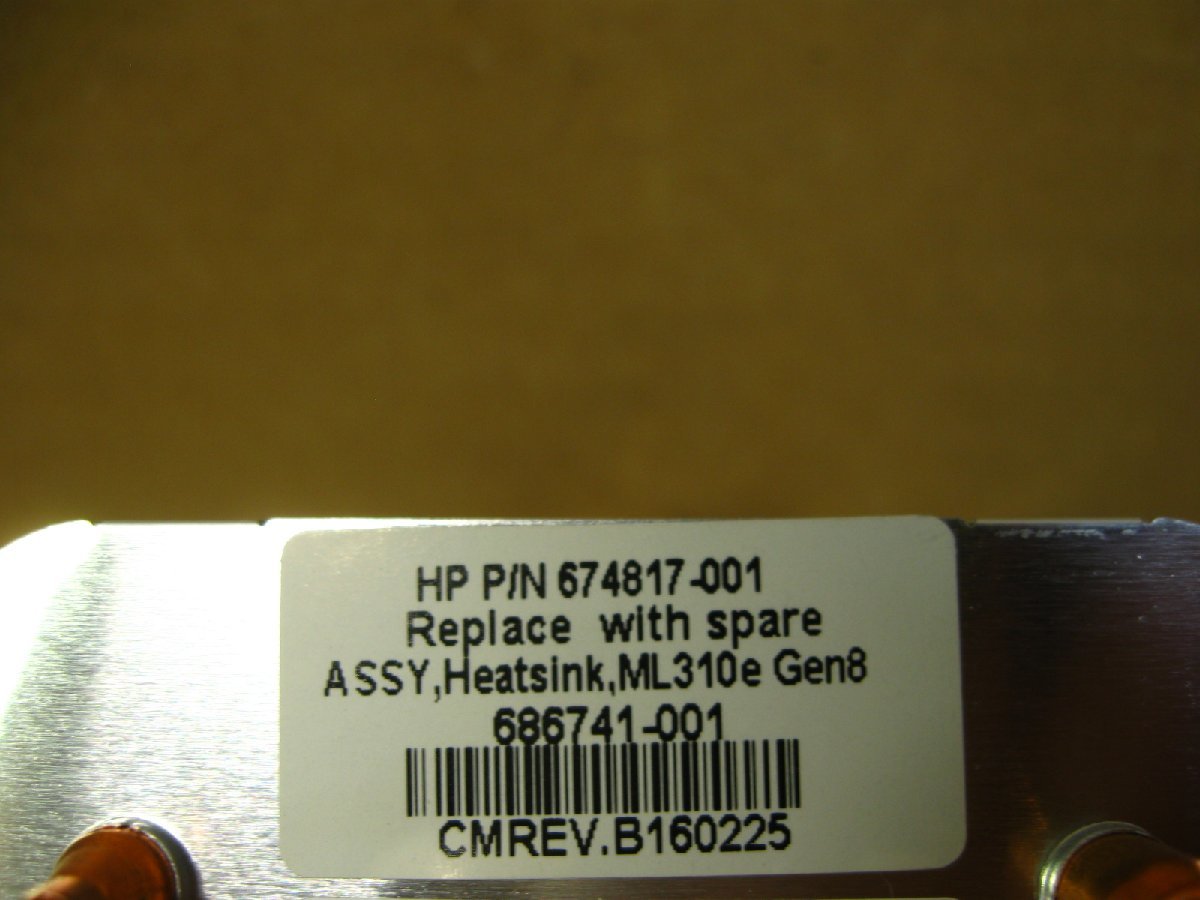 HP P/N 674817-001
Replace with spare
ASSY,Heatsink,ML310e Gen8
686741-001
CMREV.B160225